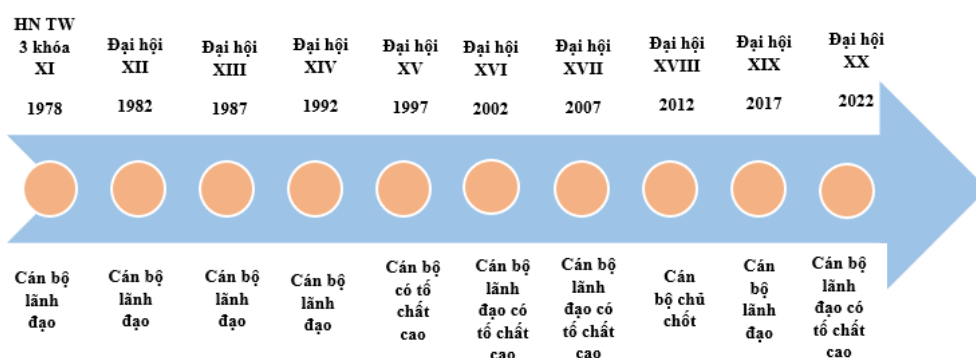 HN TW
3 khóa
XI
1978
Đại hội
XII
1982
Đại hội
XIII
1987
Đại hội
XIV
1992
Đại hội
XV
1997
Đại hội
XVI
2002
Đại hội
XVII
2007
Đại hội
XVIII
2012
Đại hội
XIX
2017
Đại hội
XX
2022
Cán bộ
lãnh
đạo
Cán bộ
lãnh
đạo
Cán bộ
lãnh
đạo
Cán bộ
lãnh
đạo
Cán bộ
có tố
chất
cao
Cán bộ
lãnh
đạo có
tố chất
cao
Cán bộ
lãnh
đạo có
tố chất
cao
Cán
bộ chủ
chốt
Cán
bộ
lãnh
đạo
Cán bộ
lãnh
đạo có
tố chất
cao